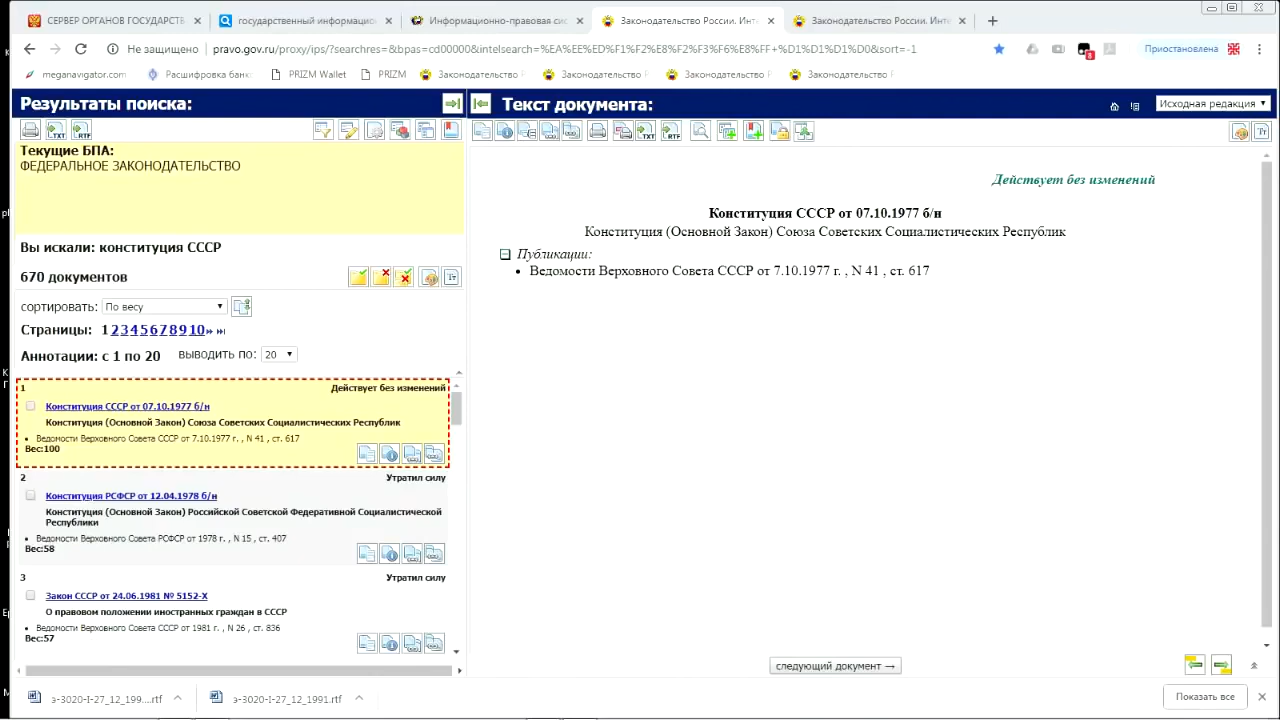 СЕРВЕР ОРГАНОВ ГОСУДАРСТВ
государственный информацион
Информационно-правовая сис
Законодательство России. Инте
Законодательство России. Инте
Не защищено
pravo.gov.ru/proxy/ips/?searchres=&bpas=cd00000&intelsearch=%EA%EE%ED%F1%F2%E8%F2%F3%F6%E8%FF+%D1%D1%D1%D0&sort=-1
Приостановлена
meganavigator.com
Расшифровка банк
PRIZM Wallet
PRIZM
Законодательство Р
Законодательство Р
Законодательство Р
Законодательство Р
Результаты поиска:
Текущие БПА:
ФЕДЕРАЛЬНОЕ ЗАКОНОДАТЕЛЬСТВО
Вы искали: конституция СССР
670 документов
сортировать: По весу
Страницы: 1 2 3 4 5 6 7 8 9 10
Аннотации: с 1 по 20 выводить по: 20
1 Действует без изменений
Конституция СССР от 07.10.1977 б/н
Конституция (Основной Закон) Союза Советских Социалистических Республик
• Ведомости Верховного Совета СССР от 7.10.1977 г. , N 41 , ст. 617
Вес:100
2 Утратил силу
Конституция РСФСР от 12.04.1978 б/н
Конституция (Основной Закон) Российской Советской Федеративной Социалистической
Республики
• Ведомости Верховного Совета РСФСР от 1978 г. , N 15 , ст. 407
Вес:58
3 Утратил силу
Закон СССР от 24.06.1981 № 5152-X
О правовом положении иностранных граждан в СССР
• Ведомости Верховного Совета СССР от 1981 г. , N 26 , ст. 836
Вес:57
Текст документа:
Исходная редакция
Действует без изменений
Конституция СССР от 07.10.1977 б/н
Конституция (Основной Закон) Союза Советских Социалистических Республик
Публикации:
• Ведомости Верховного Совета СССР от 7.10.1977 г. , N 41 , ст. 617
следующий документ →
э-3020-I-27_12_199....rtf
э-3020-I-27_12_1991.rtf
Показать все